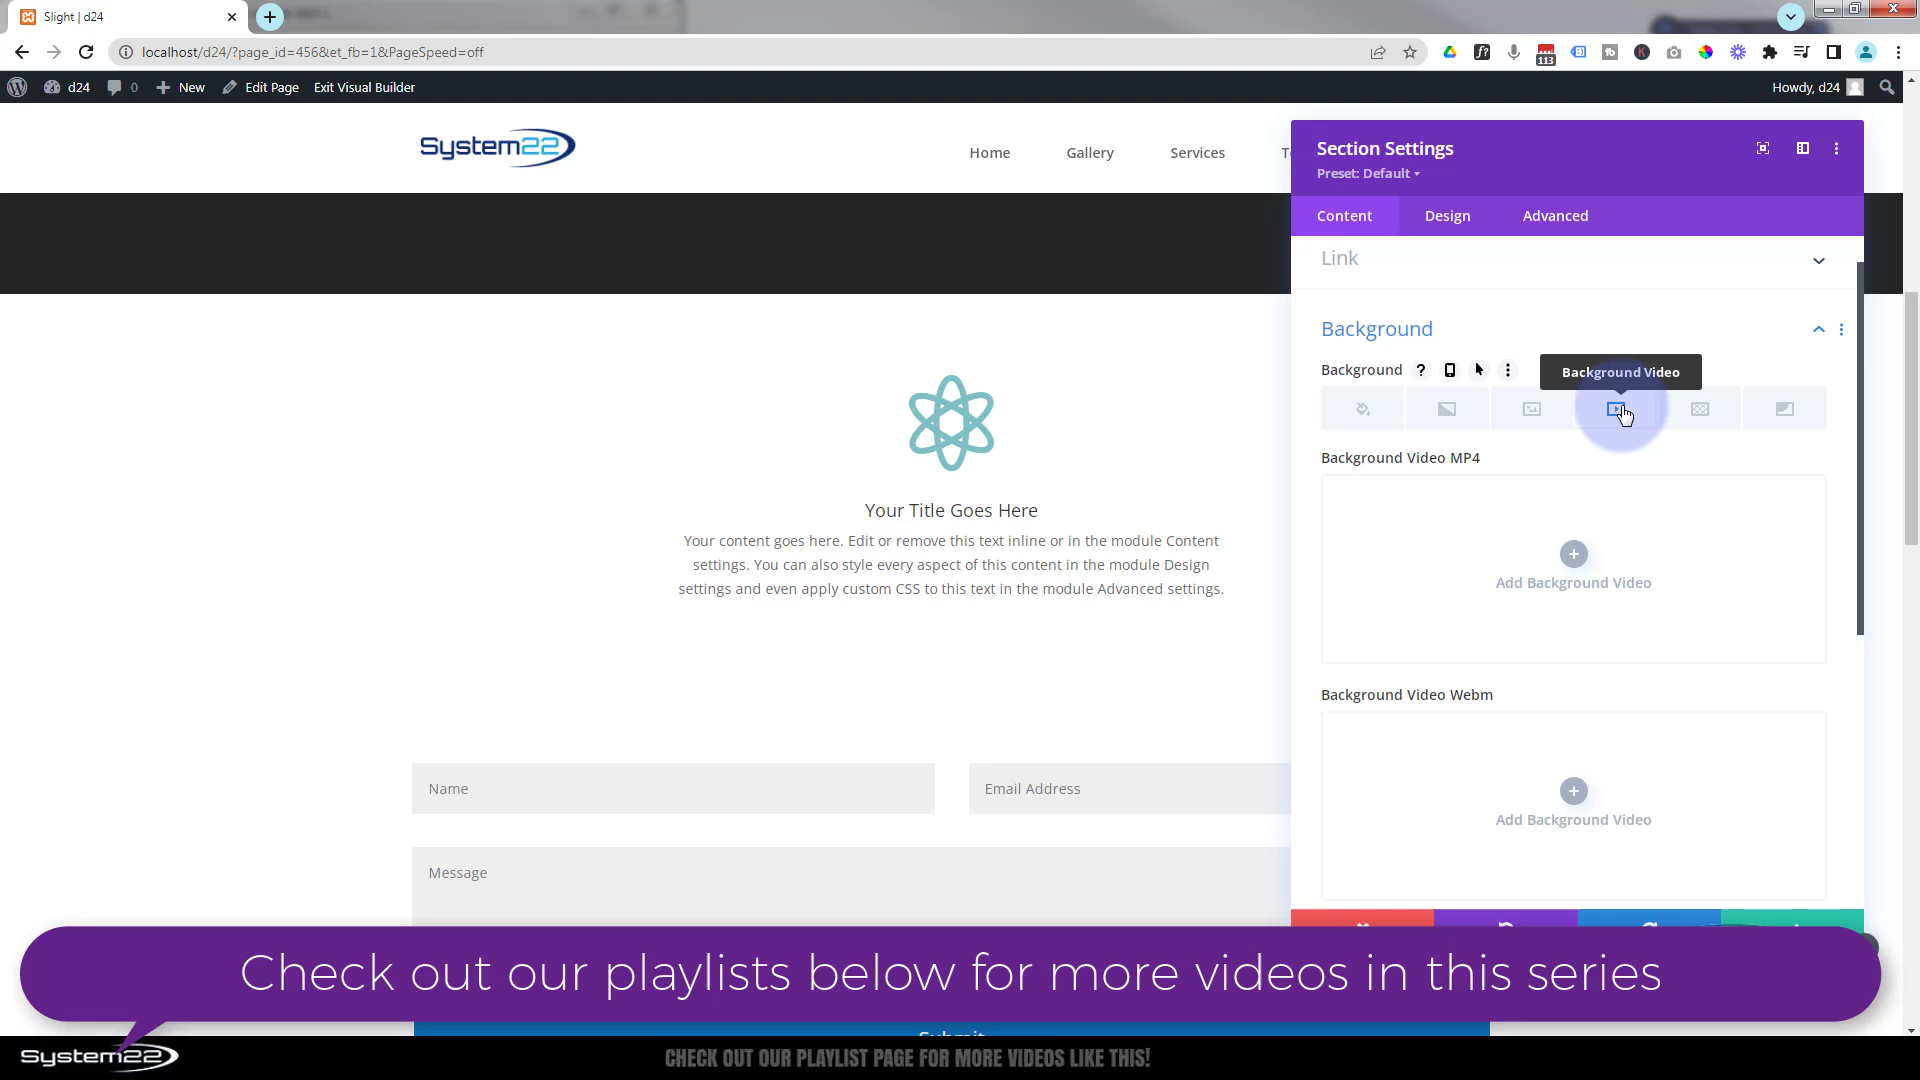 Slight | d24
localhost/d24/?page_id=456&et_fb=1&PageSpeed=off
113
d24
0
New
Edit Page
Exit Visual Builder
Howdy, d24
System22
Home
Gallery
Services
Section Settings
Preset: Default
Content
Design
Advanced
Link
Background
Background
?
Background Video
Background Video MP4
Add Background Video
Background Video Webm
Add Background Video
Your Title Goes Here
Your content goes here. Edit or remove this text inline or in the module Content
settings. You can also style every aspect of this content in the module Design
settings and even apply custom CSS to this text in the module Advanced settings.
Name
Email Address
Message
Check out our playlists below for more videos in this series
Submit
System22
CHECK OUT OUR PLAYLIST PAGE FOR MORE VIDEOS LIKE THIS!